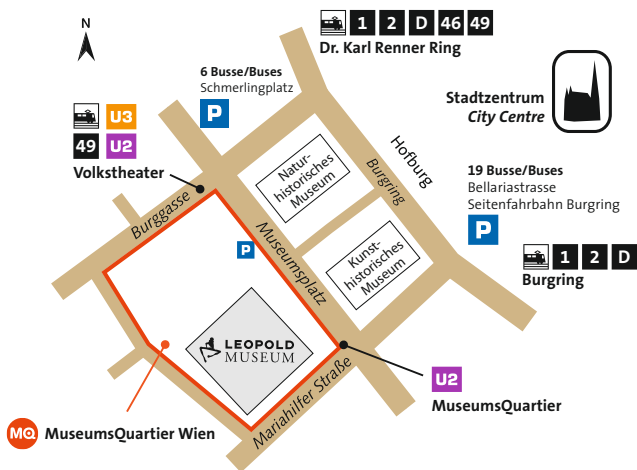 N
1 2 D 46 49
Dr. Karl Renner Ring
6 Busse/Buses
Schmerlingplatz
P
Stadtzentrum
City Centre
U3
49 U2
Volkstheater
Natur-
historisches
Museum
Hofburg
Burgring
19 Busse/Buses
Bellariastrasse
Seitenfahrbahn Burgring
P
Burggasse
Museumsplatz
P
Kunst-
historisches
Museum
1 2 D
Burgring
LEOPOLD
MUSEUM
Mariahilfer Straße
U2
MuseumsQuartier
MQ MuseumsQuartier Wien